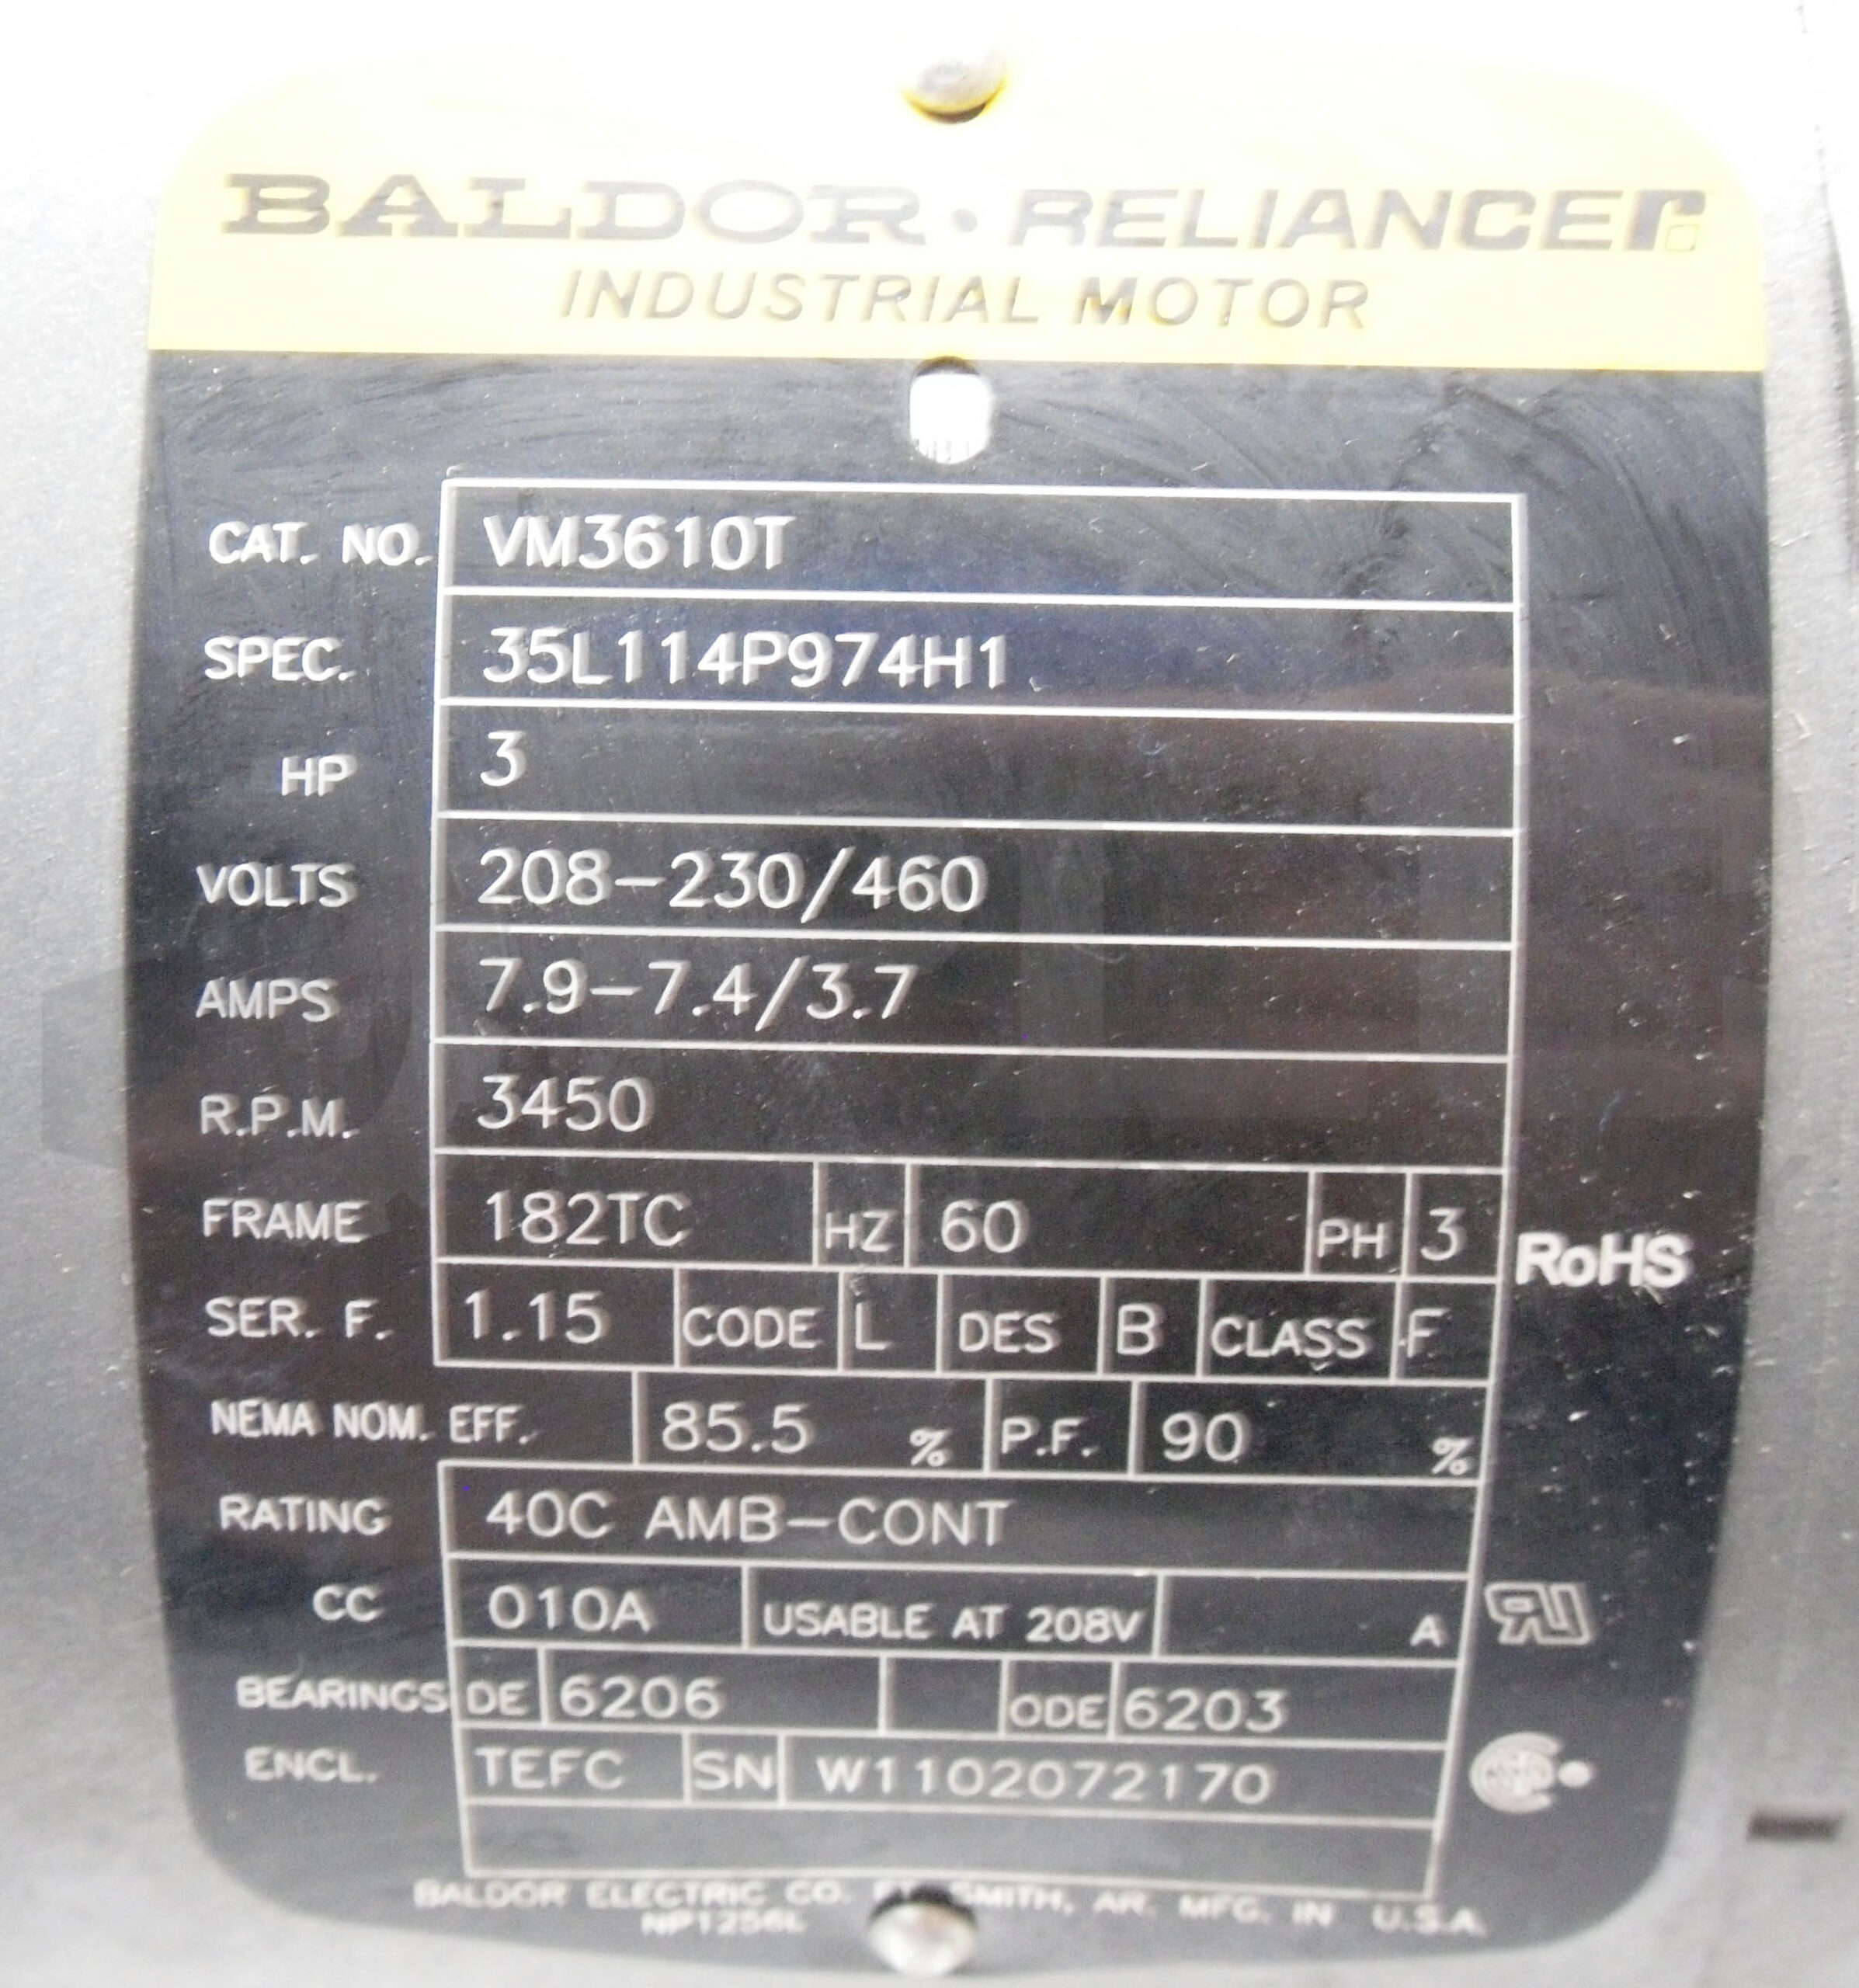 BALDOR · RELIANCER
INDUSTRIAL MOTOR
CAT. NO. VM3610T
SPEC. 35L114P974H1
HP 3
VOLTS 208-230/460
AMPS 7.9-7.4/3.7
R.P.M. 3450
FRAME 182TC HZ 60 PH 3
RoHS
SER. F. 1.15 CODE L DES B CLASS F
NEMA NOM. EFF. 85.5 % P.F. 90 %
RATING 40C AMB-CONT
CC 010A USABLE AT 208V A
BEARINGS DE 6206 ODE 6203
ENCL. TEFC SN W1102072170
BALDOR ELECTRIC CO. SMITH, AR. MFG. IN U.S.A.
NP1256L